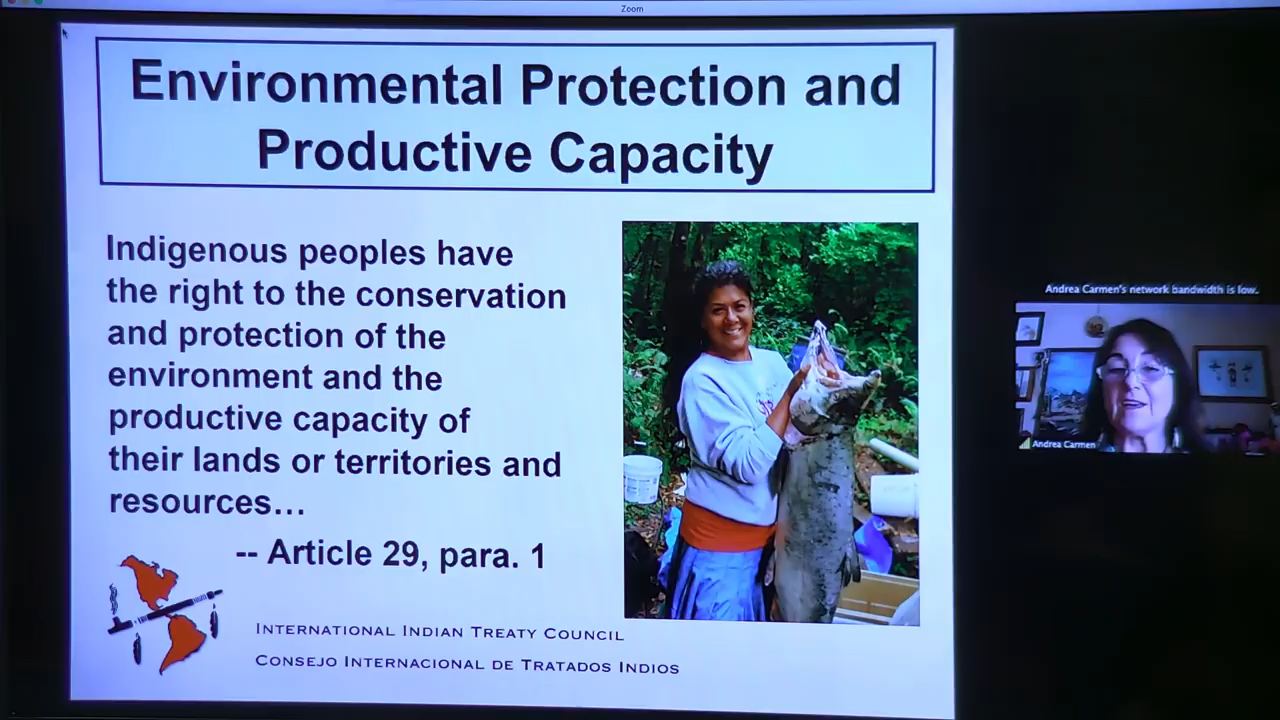 Zoom
Environmental Protection and
Productive Capacity
Indigenous peoples have
the right to the conservation
and protection of the
environment and the
productive capacity of
their lands or territories and
resources…
-- Article 29, para. 1
INTERNATIONAL INDIAN TREATY COUNCIL
CONSEJO INTERNACIONAL DE TRATADOS INDIOS
Andrea Carmen's network bandwidth is low.
Andrea Carmen